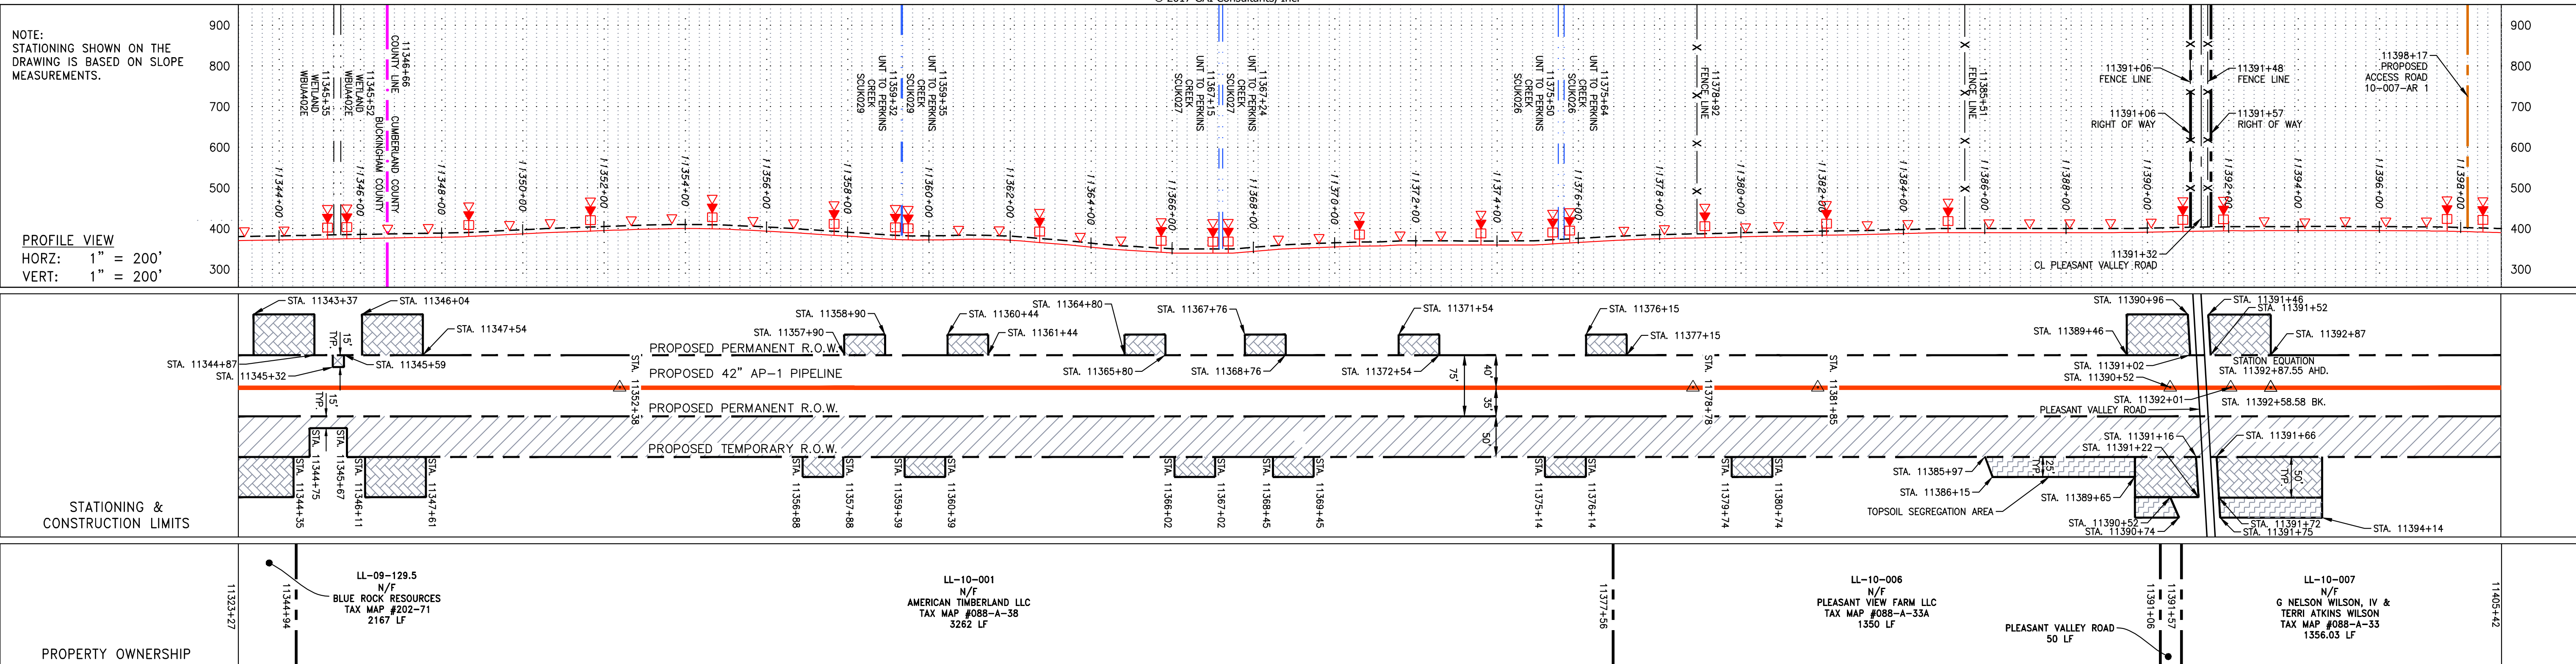 © 2017 GAI Consultants, Inc.
NOTE:
STATIONING SHOWN ON THE
DRAWING IS BASED ON SLOPE
MEASUREMENTS.
PROFILE VIEW
HORZ: 1" = 200'
VERT: 1" = 200'
900
800
700
600
500
400
300
11345+35
WETLAND
WBUA402E
11345+52
WETLAND
WBUA402E
11346+66
COUNTY LINE
CUMBERLAND COUNTY
BUCKINGHAM COUNTY
11359+32
UNT TO PERKINS
CREEK
SCUK029
11359+35
UNT TO PERKINS
CREEK
SCUK029
11367+15
UNT TO PERKINS
CREEK
SCUK027
11367+24
UNT TO PERKINS
CREEK
SCUK027
11375+50
UNT TO PERKINS
CREEK
SCUK026
11375+64
UNT TO PERKINS
CREEK
SCUK026
11378+92
FENCE LINE
11385+51
FENCE LINE
11391+06
FENCE LINE
11391+06
RIGHT OF WAY
11391+48
FENCE LINE
11391+57
RIGHT OF WAY
11391+32
CL PLEASANT VALLEY ROAD
11398+17
PROPOSED
ACCESS ROAD
10-007-AR 1
11344+00
11346+00
11348+00
11350+00
11352+00
11354+00
11356+00
11358+00
11360+00
11362+00
11364+00
11366+00
11368+00
11370+00
11372+00
11374+00
11376+00
11378+00
11380+00
11382+00
11384+00
11386+00
11388+00
11390+00
11392+00
11394+00
11396+00
11398+00
900
800
700
600
500
400
300
STATIONING &
CONSTRUCTION LIMITS
STA. 11343+37
STA. 11346+04
STA. 11347+54
STA. 11344+87
STA. 11345+32
STA. 11345+59
15'
TYP.
15'
TYP.
STA. 11352+38
PROPOSED PERMANENT R.O.W.
PROPOSED 42" AP-1 PIPELINE
PROPOSED PERMANENT R.O.W.
PROPOSED TEMPORARY R.O.W.
STA. 11358+90
STA. 11357+90
STA. 11360+44
STA. 11361+44
STA. 11364+80
STA. 11365+80
STA. 11367+76
STA. 11368+76
STA. 11371+54
STA. 11372+54
75'
40'
35'
50'
STA. 11376+15
STA. 11377+15
STA. 11378+78
STA. 11381+85
STA. 11390+96
STA. 11389+46
STA. 11391+02
STA. 11390+52
STA. 11392+01
PLEASANT VALLEY ROAD
STA. 11391+46
STA. 11391+52
STA. 11392+87
STATION EQUATION
STA. 11392+87.55 AHD.
STA. 11392+58.58 BK.
STA. 11344+35
STA. 11344+75
STA. 11345+67
STA. 11346+11
STA. 11347+61
STA. 11356+88
STA. 11357+88
STA. 11359+39
STA. 11360+39
STA. 11366+02
STA. 11367+02
STA. 11368+45
STA. 11369+45
STA. 11375+14
STA. 11376+14
STA. 11379+74
STA. 11380+74
STA. 11385+97
STA. 11386+15
TOPSOIL SEGREGATION AREA
25'
TYP.
STA. 11391+16
STA. 11391+22
STA. 11389+65
STA. 11390+52
STA. 11390+74
STA. 11391+66
50'
TYP.
STA. 11391+72
STA. 11391+75
STA. 11394+14
PROPERTY OWNERSHIP
11323+27
11344+94
LL-09-129.5
N/F
BLUE ROCK RESOURCES
TAX MAP #202-71
2167 LF
LL-10-001
N/F
AMERICAN TIMBERLAND LLC
TAX MAP #088-A-38
3262 LF
11377+56
LL-10-006
N/F
PLEASANT VIEW FARM LLC
TAX MAP #088-A-33A
1350 LF
PLEASANT VALLEY ROAD
50 LF
11391+06
11391+57
LL-10-007
N/F
G NELSON WILSON, IV &
TERRI ATKINS WILSON
TAX MAP #088-A-33
1356.03 LF
11405+42